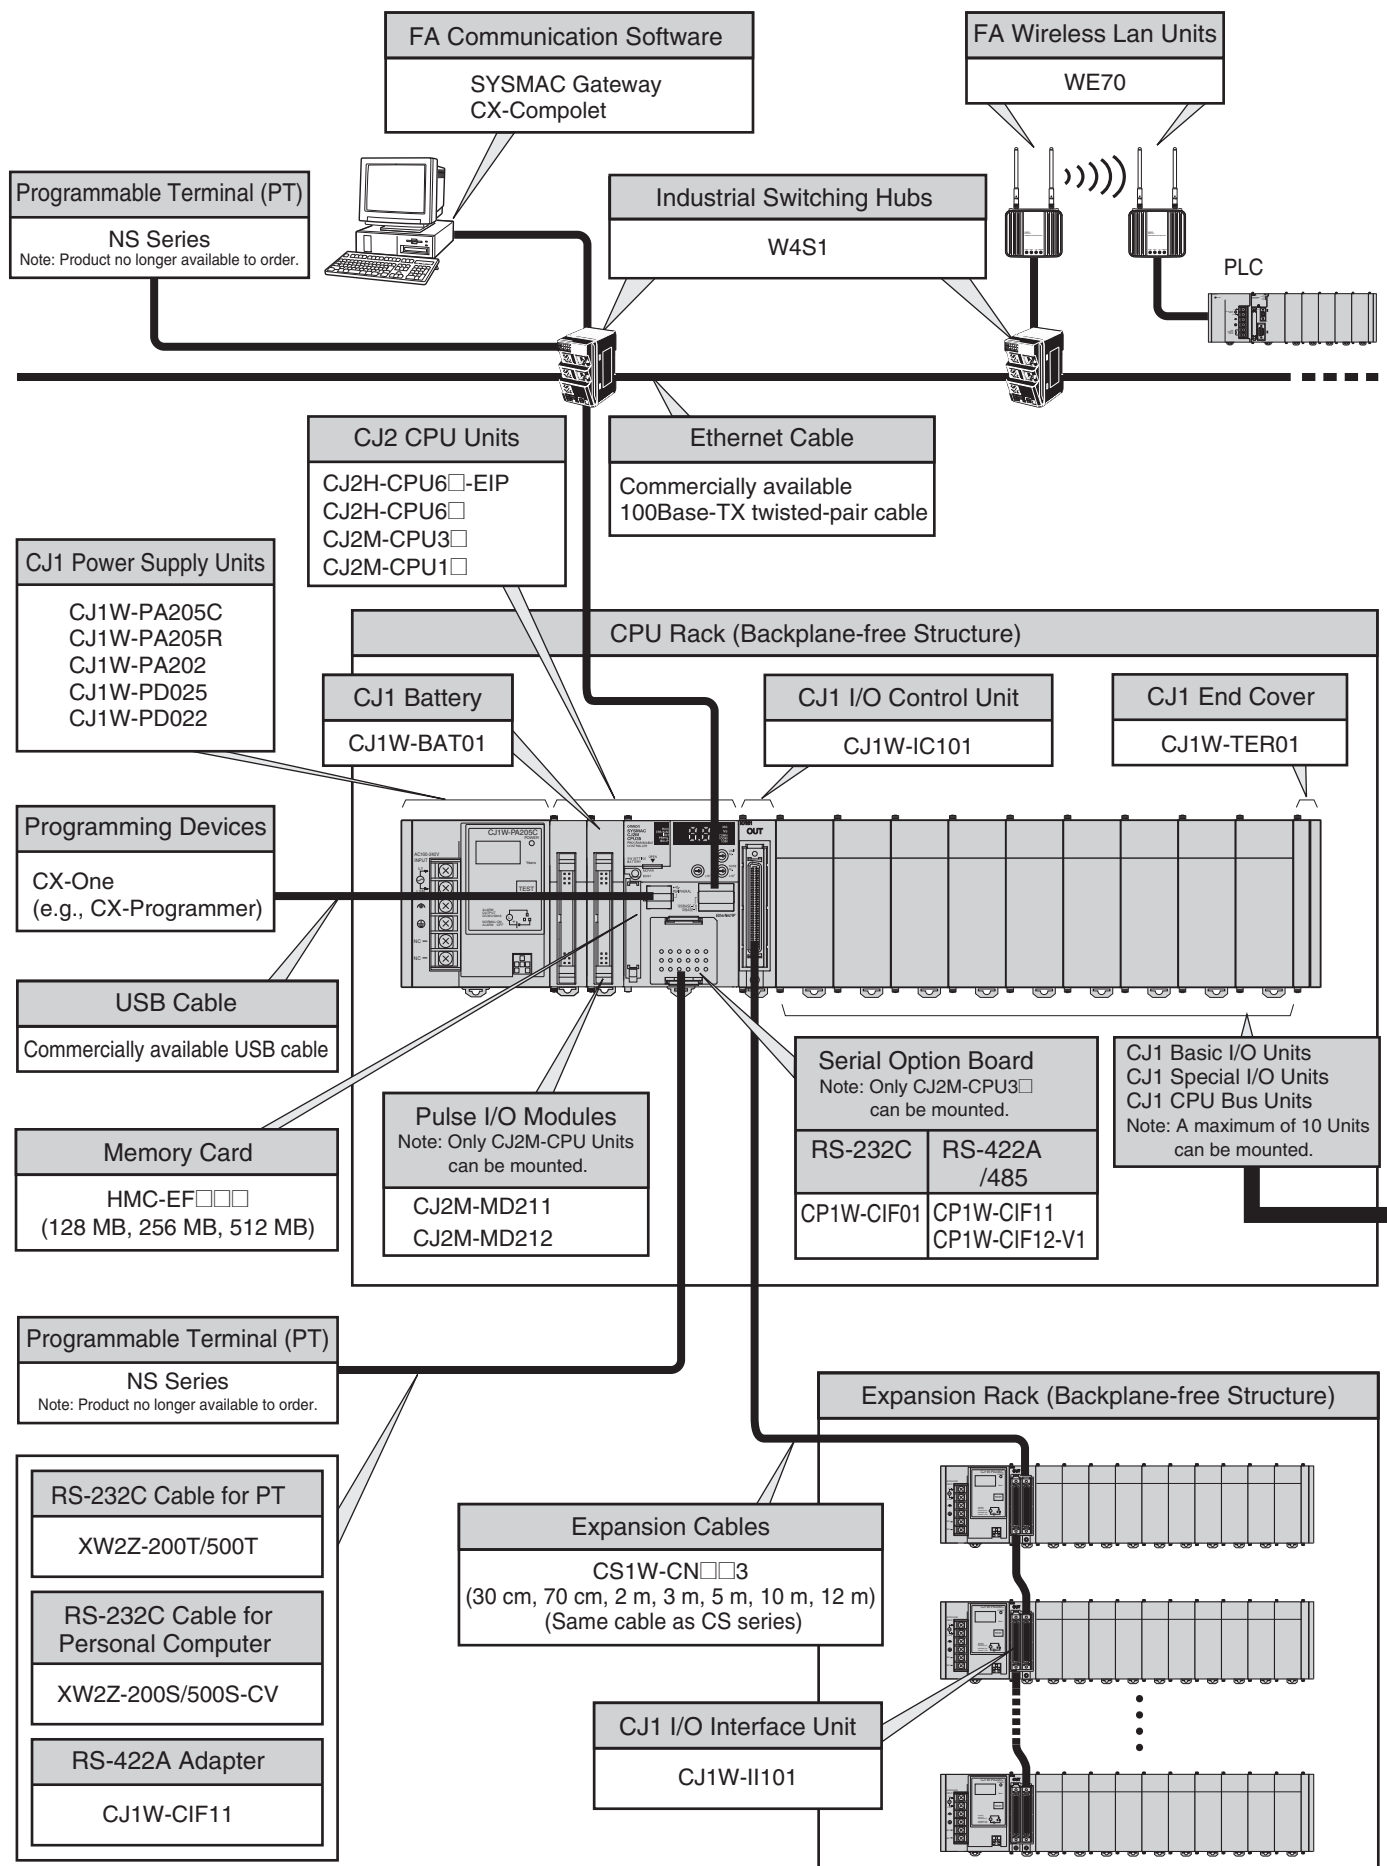 FA Communication Software
SYSMAC Gateway
CX-Compolet
FA Wireless Lan Units
WE70
Programmable Terminal (PT)
NS Series
Note: Product no longer available to order.
Industrial Switching Hubs
W4S1
PLC
CJ2 CPU Units
CJ2H-CPU6□-EIP
CJ2H-CPU6□
CJ2M-CPU3□
CJ2M-CPU1□
Ethernet Cable
Commercially available
100Base-TX twisted-pair cable
CJ1 Power Supply Units
CJ1W-PA205C
CJ1W-PA205R
CJ1W-PA202
CJ1W-PD025
CJ1W-PD022
CPU Rack (Backplane-free Structure)
CJ1 Battery
CJ1W-BAT01
CJ1 I/O Control Unit
CJ1W-IC101
CJ1 End Cover
CJ1W-TER01
Programming Devices
CX-One
(e.g., CX-Programmer)
CJ1W-PA205C
POWER
TEST
AC100-240V
INPUT
NC
NC
SYSMAC
CJ2M
OUT
USB Cable
Commercially available USB cable
Memory Card
HMC-EF□□□
(128 MB, 256 MB, 512 MB)
Pulse I/O Modules
Note: Only CJ2M-CPU Units
can be mounted.
CJ2M-MD211
CJ2M-MD212
Serial Option Board
Note: Only CJ2M-CPU3□
can be mounted.
RS-232C
CP1W-CIF01
RS-422A
/485
CP1W-CIF11
CP1W-CIF12-V1
CJ1 Basic I/O Units
CJ1 Special I/O Units
CJ1 CPU Bus Units
Note: A maximum of 10 Units
can be mounted.
Programmable Terminal (PT)
NS Series
Note: Product no longer available to order.
RS-232C Cable for PT
XW2Z-200T/500T
RS-232C Cable for
Personal Computer
XW2Z-200S/500S-CV
RS-422A Adapter
CJ1W-CIF11
Expansion Cables
CS1W-CN□□3
(30 cm, 70 cm, 2 m, 3 m, 5 m, 10 m, 12 m)
(Same cable as CS series)
Expansion Rack (Backplane-free Structure)
CJ1 I/O Interface Unit
CJ1W-II101